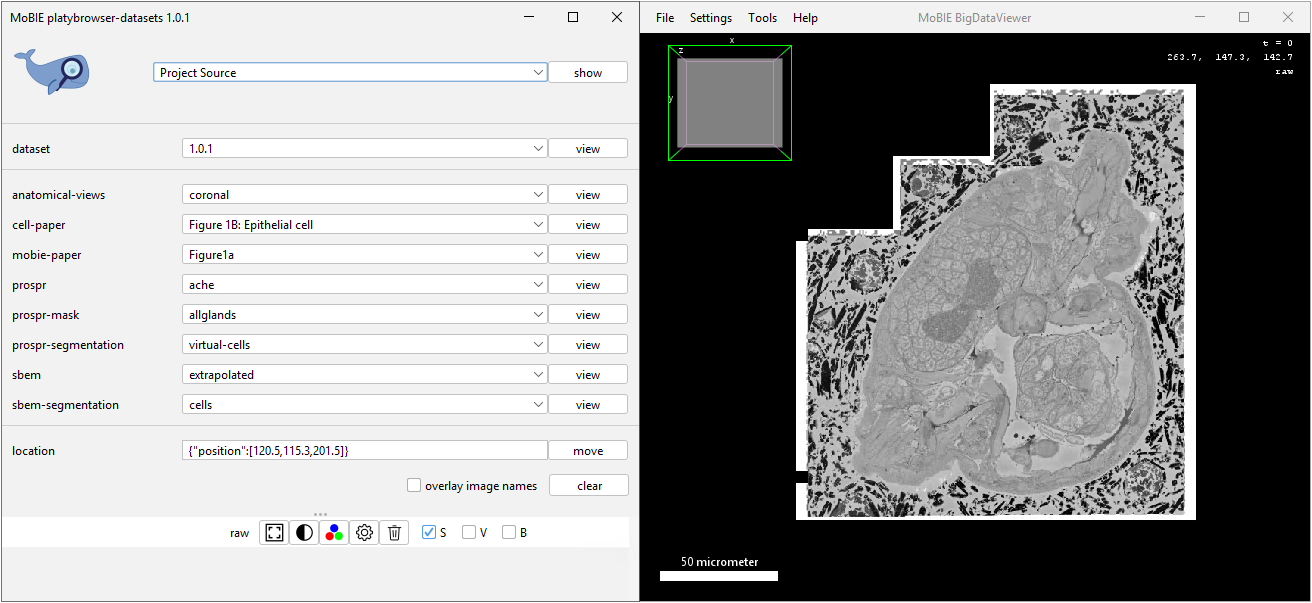 MoBIE platybrowser-datasets 1.0.1
Project Source show
dataset 1.0.1 view
anatomical-views coronal view
cell-paper Figure 1B: Epithelial cell view
mobie-paper Figure1a view
prospr ache view
prospr-mask allglands view
prospr-segmentation virtual-cells view
sbem extrapolated view
sbem-segmentation cells view
location {"position":[120.5,115.3,201.5]} move
overlay image names clear
raw S V B
File Settings Tools Help MoBIE BigDataViewer
x
z
y
t = 0
263.7, 147.3, 142.7
raw
50 micrometer